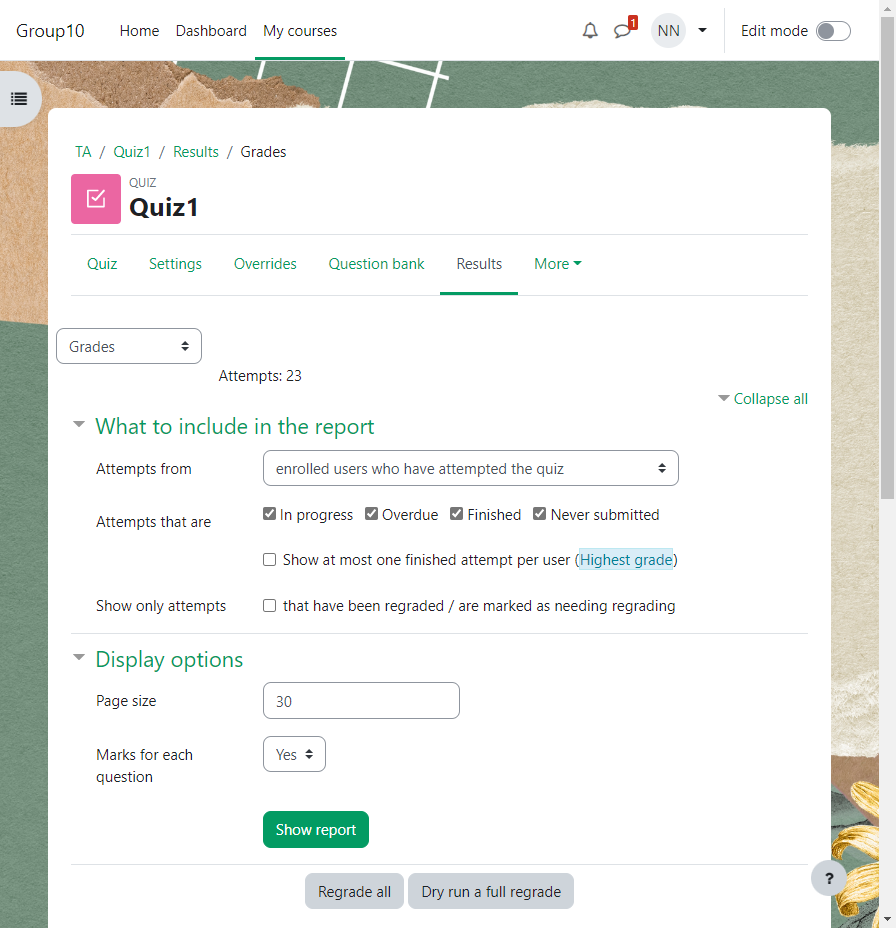 Group10 Home Dashboard My courses 1 NN Edit mode
TA / Quiz1 / Results / Grades
QUIZ
Quiz1
Quiz Settings Overrides Question bank Results More
Grades
Attempts: 23
Collapse all
What to include in the report
Attempts from enrolled users who have attempted the quiz
Attempts that are In progress Overdue Finished Never submitted
Show at most one finished attempt per user (Highest grade)
Show only attempts that have been regraded / are marked as needing regrading
Display options
Page size 30
Marks for each question Yes
Show report
Regrade all Dry run a full regrade
?